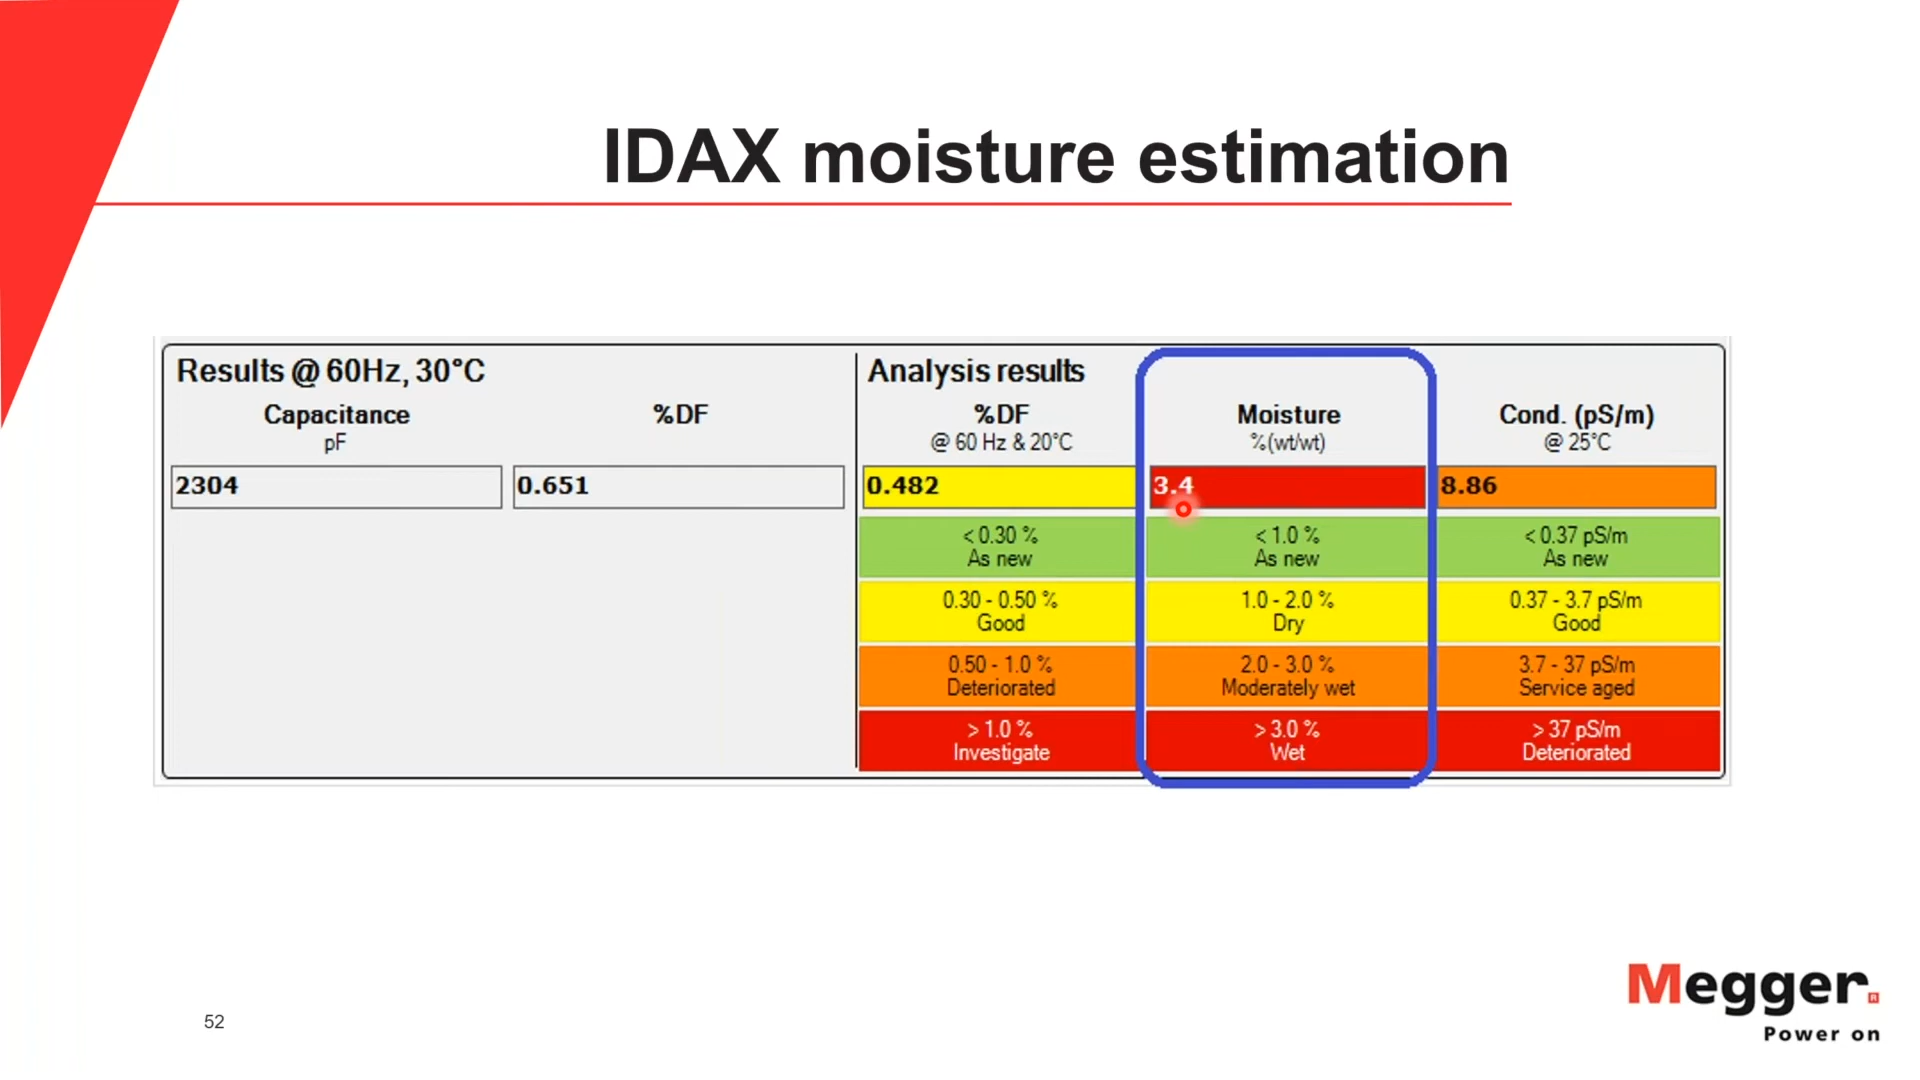 IDAX moisture estimation
Results @ 60Hz, 30°C
Capacitance
pF
%DF
2304
0.651
Analysis results
%DF
@ 60 Hz & 20°C
Moisture
%(wt/wt)
Cond. (pS/m)
@ 25°C
0.482
3.4
8.86
< 0.30 %
As new
< 1.0 %
As new
< 0.37 pS/m
As new
0.30 - 0.50 %
Good
1.0 - 2.0 %
Dry
0.37 - 3.7 pS/m
Good
0.50 - 1.0 %
Deteriorated
2.0 - 3.0 %
Moderately wet
3.7 - 37 pS/m
Service aged
> 1.0 %
Investigate
> 3.0 %
Wet
> 37 pS/m
Deteriorated
52
Megger.
Power on